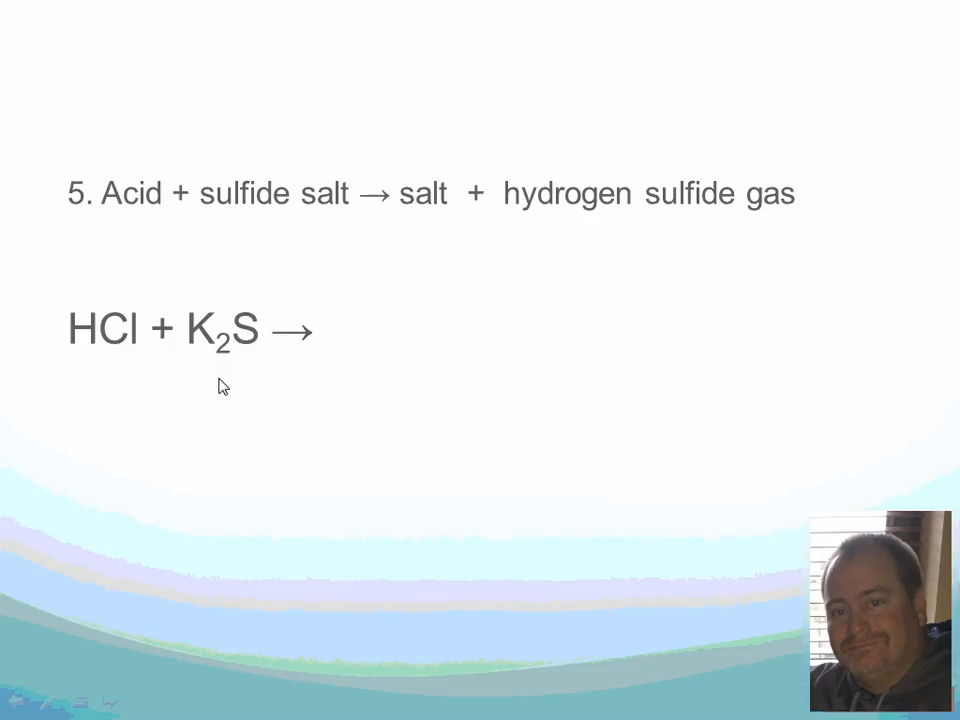 5. Acid + sulfide salt → salt + hydrogen sulfide gas
HCl + K₂S →